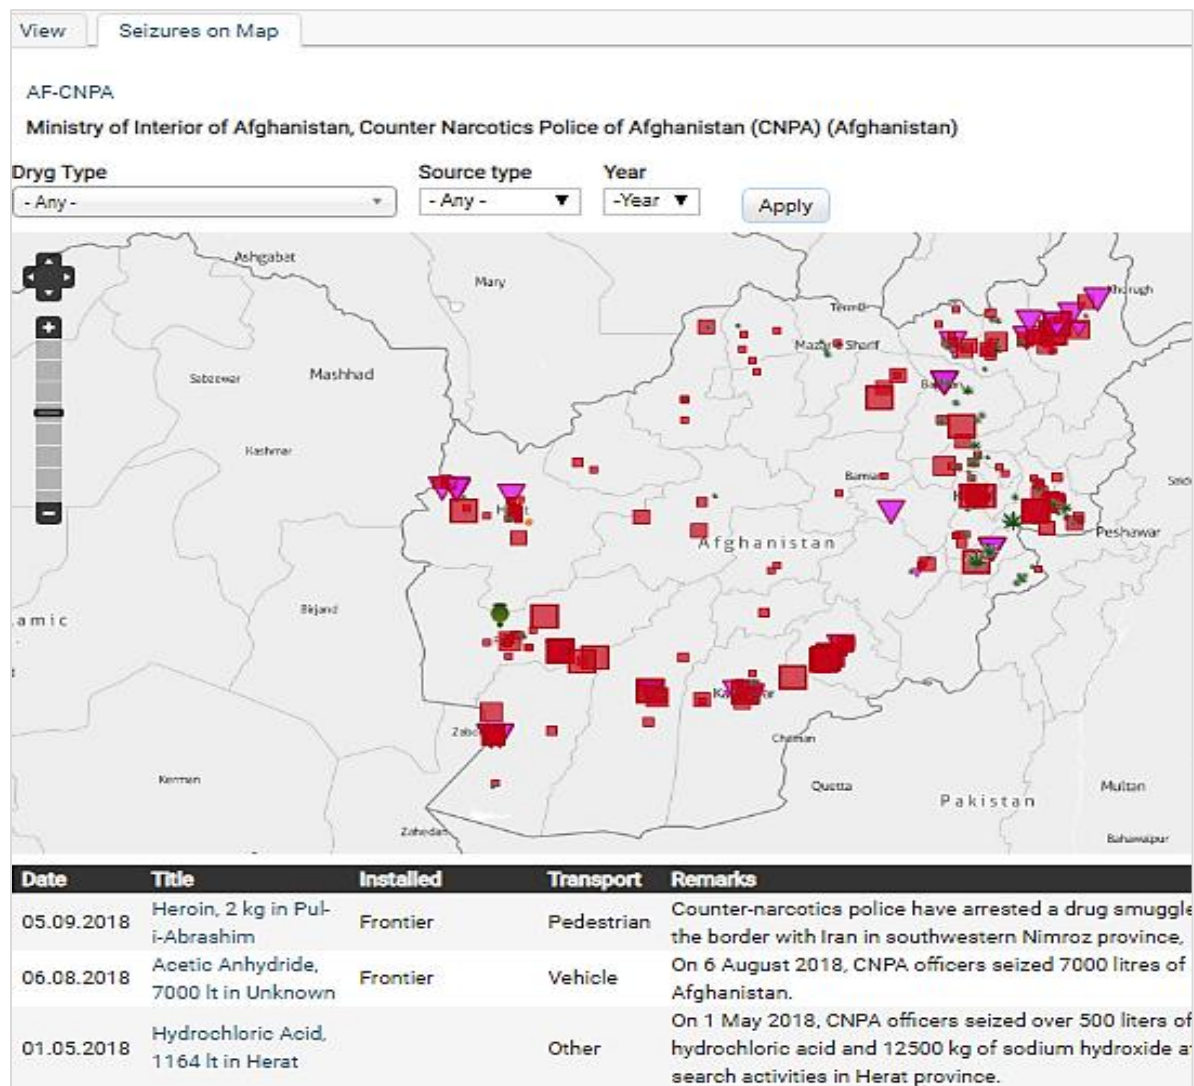 View
Seizures on Map
AF-CNPA
Ministry of Interior of Afghanistan, Counter Narcotics Police of Afghanistan (CNPA) (Afghanistan)
Dryg Type
Source type
Year
- Any -
- Any -
-Year
Apply
Ashgabat
Mary
Khorugh
Mazar-e Sharif
Sabzewar
Mashhad
Kashmar
Afghanistan
Peshawar
Birjand
amic
Chaman
Kerman
Quetta
Multan
Pakistan
Zahedan
Bahawalpur
Date
Title
Installed
Transport
Remarks
05.09.2018
Heroin, 2 kg in Pul-
i-Abrashim
Frontier
Pedestrian
Counter-narcotics police have arrested a drug smuggle
the border with Iran in southwestern Nimroz province,
06.08.2018
Acetic Anhydride,
7000 lt in Unknown
Frontier
Vehicle
On 6 August 2018, CNPA officers seized 7000 litres of
Afghanistan.
01.05.2018
Hydrochloric Acid,
1164 lt in Herat
Other
On 1 May 2018, CNPA officers seized over 500 liters of
hydrochloric acid and 12500 kg of sodium hydroxide
search activities in Herat province.